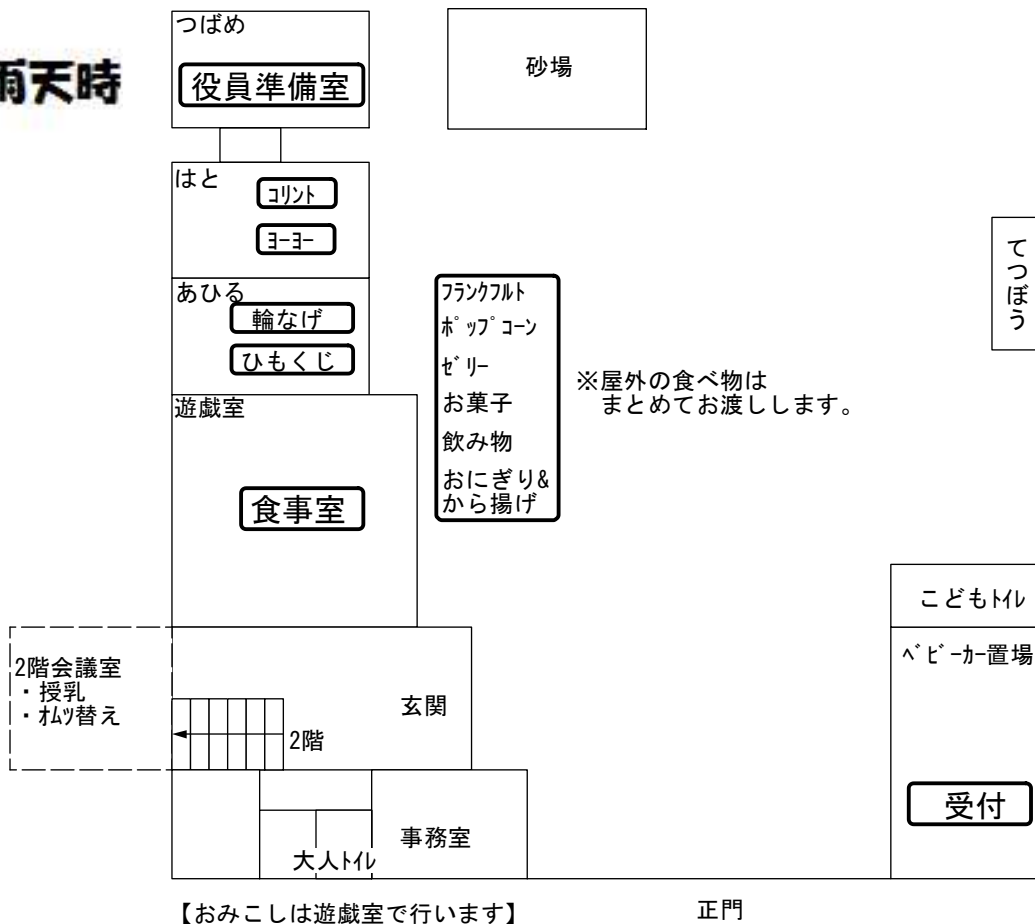 雨天時
つばめ
役員準備室
砂場
はと
ｺﾘﾝﾄ
ﾖｰﾖｰ
てつぼう
あひる
輪なげ
ひもくじ
ﾌﾗﾝｸﾌﾙﾄ
ﾎﾟｯﾌﾟｺｰﾝ
ｾﾞﾘｰ
お菓子
飲み物
おにぎり&
から揚げ
※屋外の食べ物は
まとめてお渡しします。
遊戯室
食事室
こどもﾄｲﾚ
ﾍﾞﾋﾞｰｶｰ置場
受付
2階会議室
・授乳
・ｵﾑﾂ替え
玄関
2階
事務室
大人ﾄｲﾚ
【おみこしは遊戯室で行います】
正門